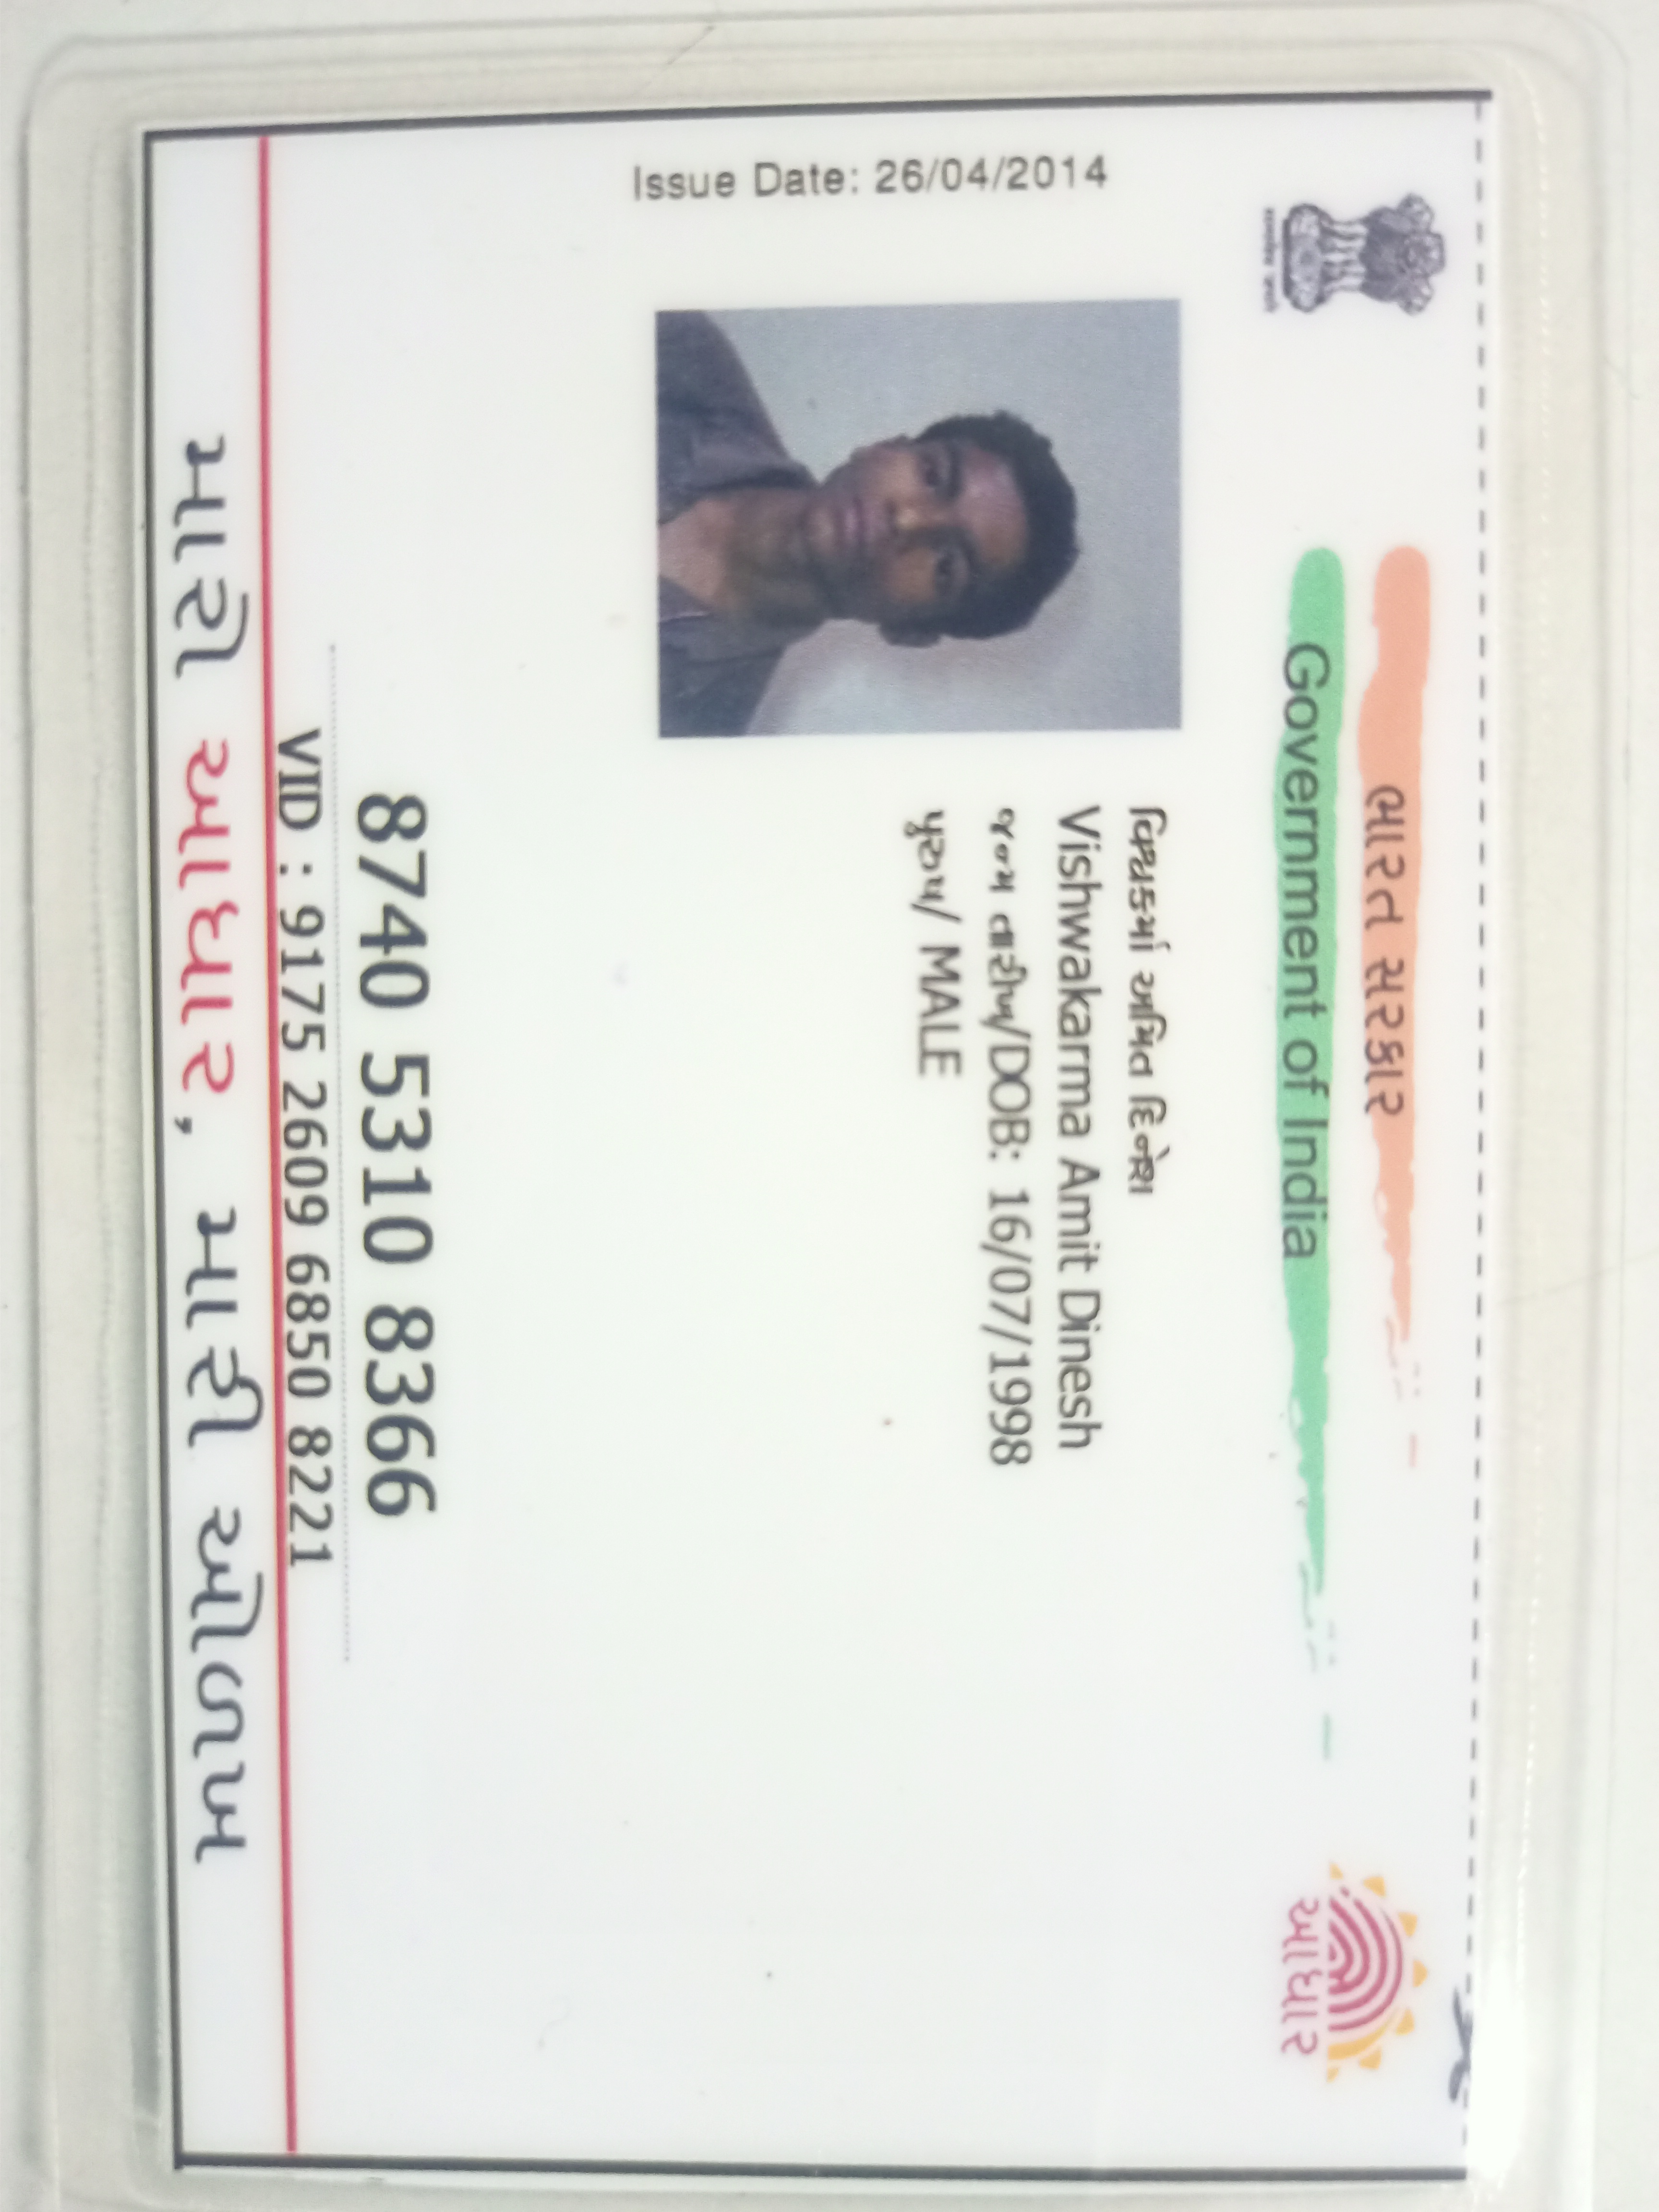 ભારત સરકાર
Government of India
આધાર
Issue Date: 26/04/2014
વિશ્વકર્મા અમિત દિનેશ
Vishwakarma Amit Dinesh
જન્મ તારીખ/DOB: 16/07/1998
પુરુષ/ MALE
8740 5310 8366
VID : 9175 2609 6850 8221
મારો આધાર, મારી ઓળખ